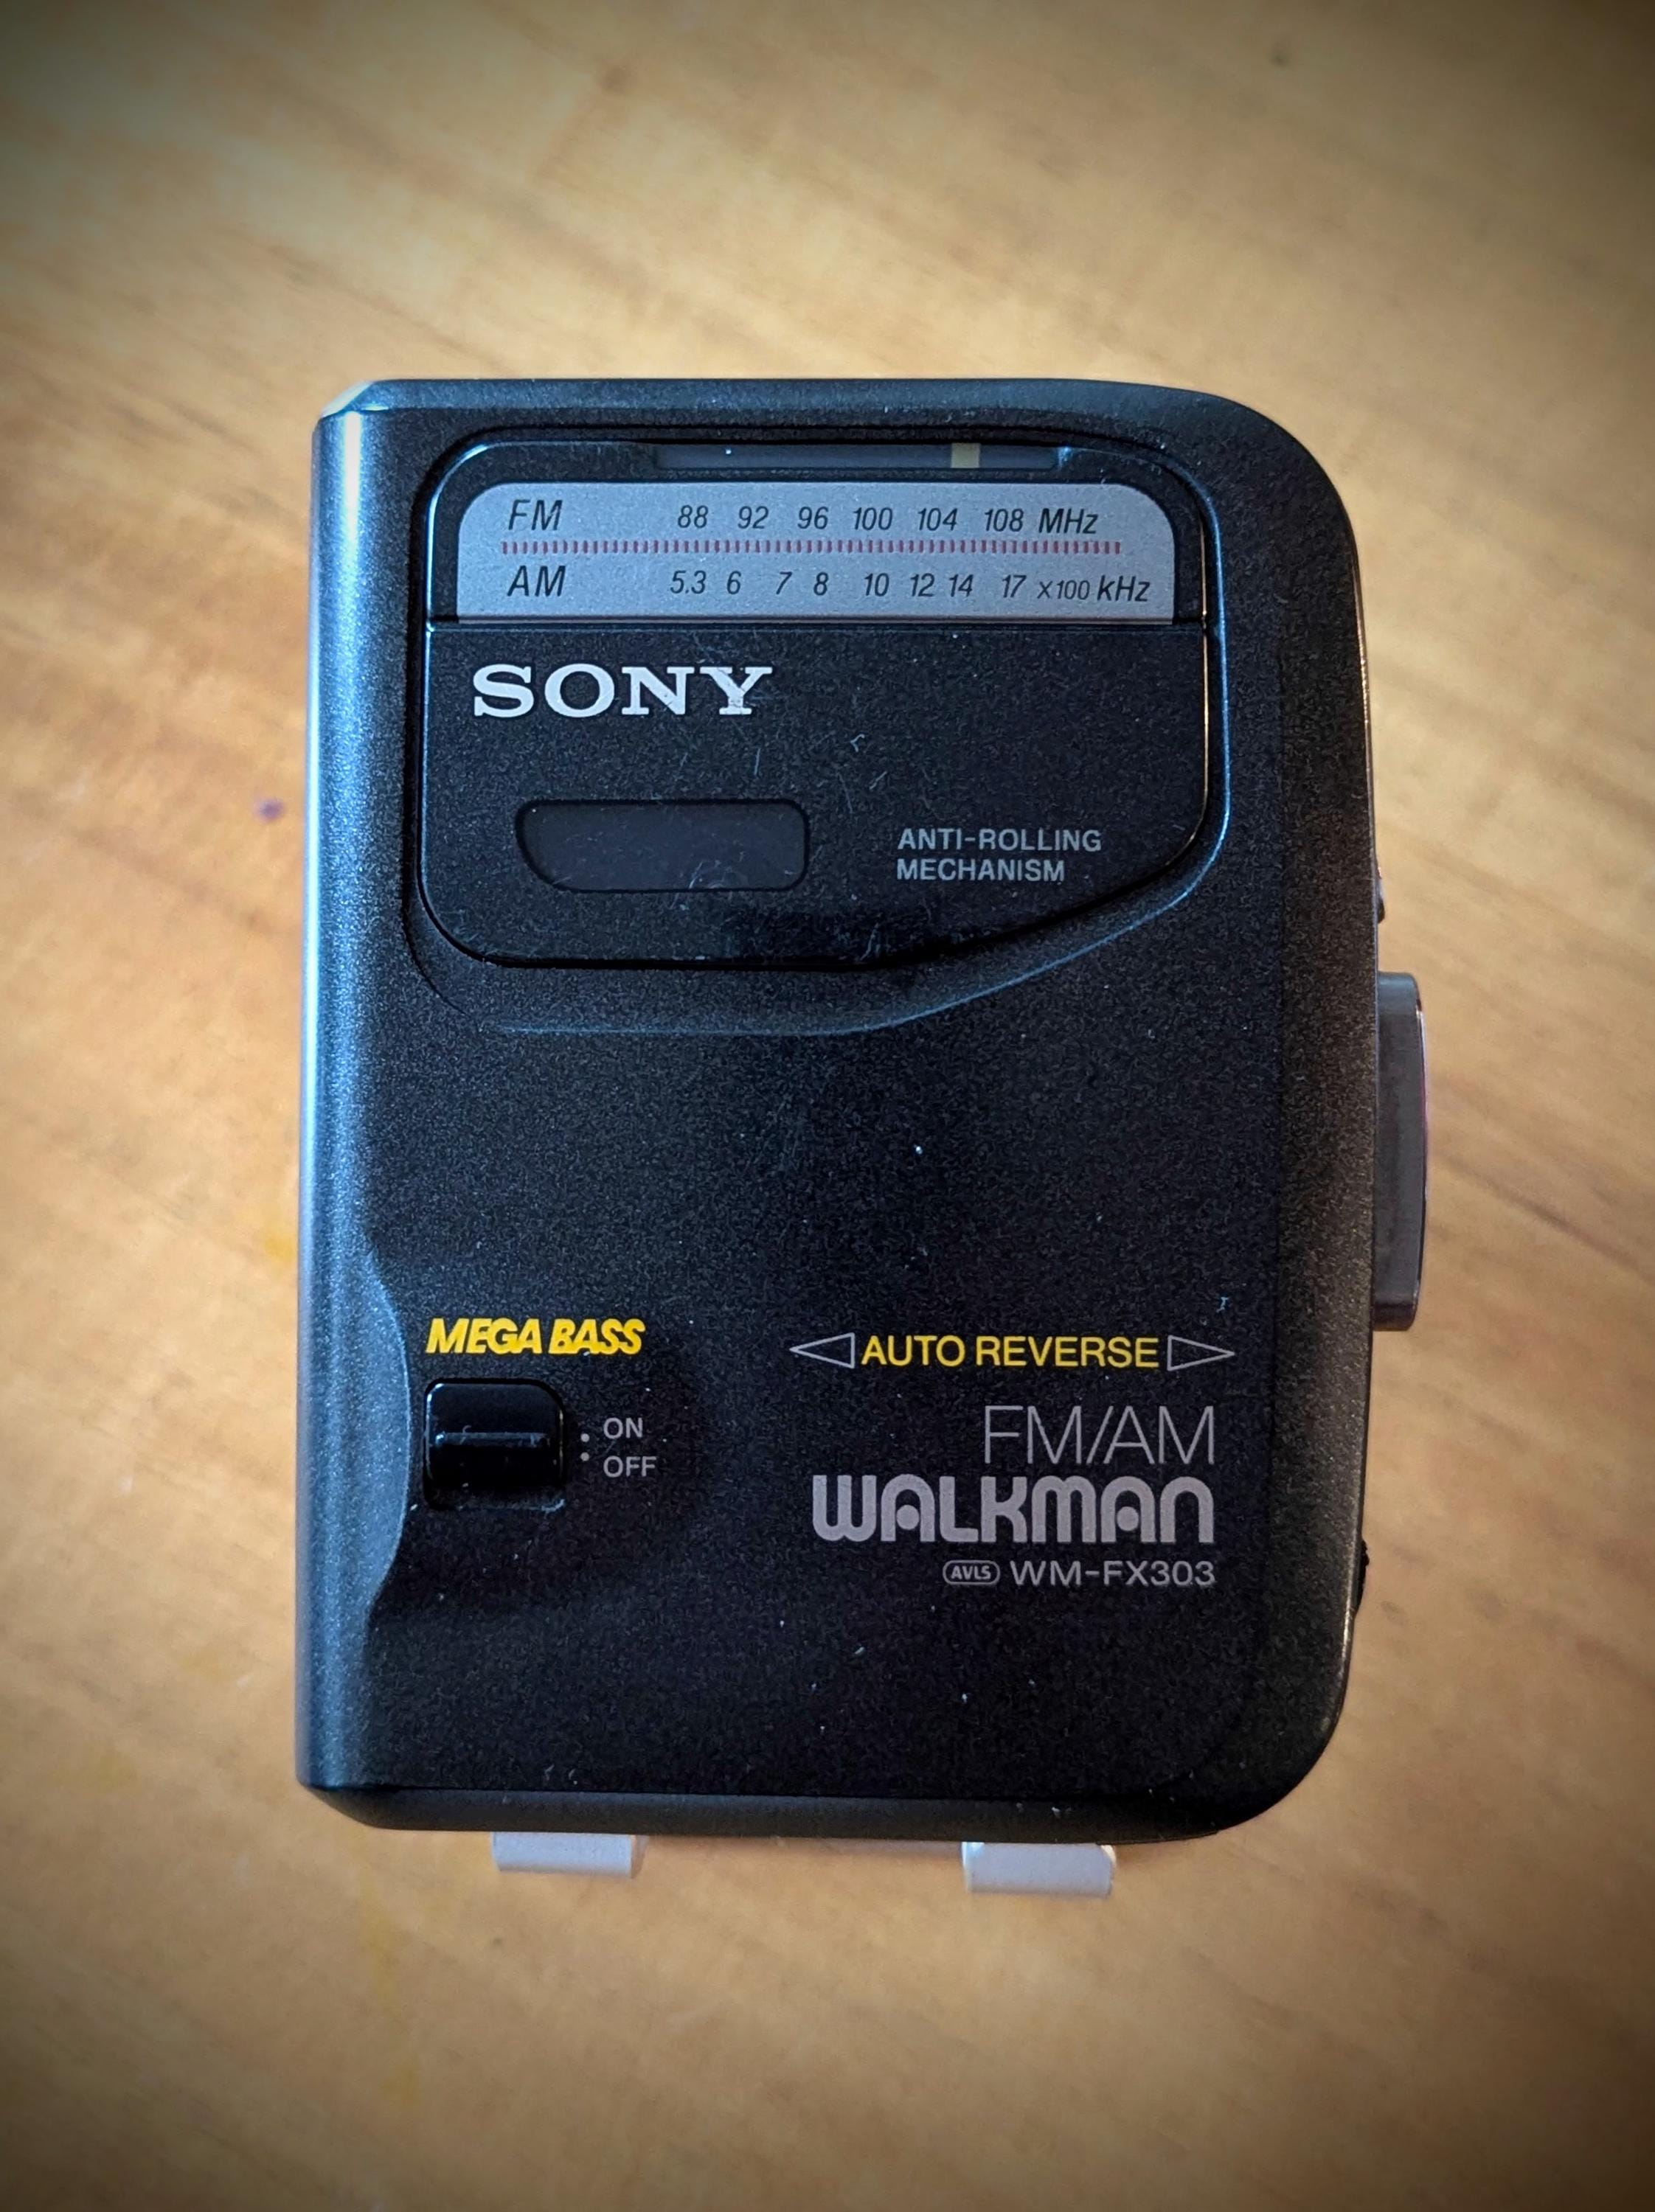 FM 88 92 96 100 104 108 MHz
AM 5.3 6 7 8 10 12 14 17 x100 kHz
SONY
ANTI-ROLLING
MECHANISM
MEGA BASS
ON
OFF
AUTO REVERSE
FM/AM
WALKMAN
AVLS WM-FX303